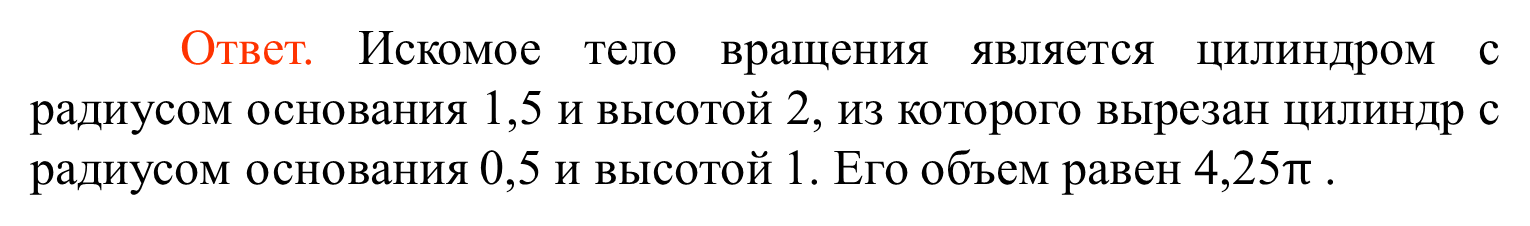 Ответ. Искомое тело вращения является цилиндром с
радиусом основания 1,5 и высотой 2, из которого вырезан цилиндр с
радиусом основания 0,5 и высотой 1. Его объем равен 4,25π .